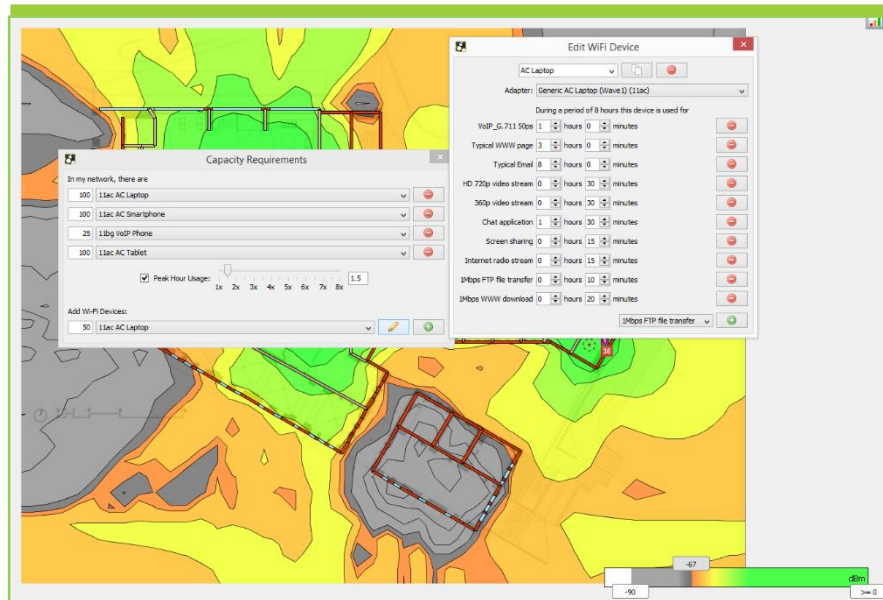 Capacity Requirements
In my network, there are
100 11ac AC Laptop
100 11ac AC Smartphone
25 11bg VoIP Phone
100 11ac AC Tablet
Peak Hour Usage: 1.5
1x 2x 3x 4x 5x 6x 7x 8x
Add Wi-Fi Devices:
50 11ac AC Laptop
Edit WiFi Device
AC Laptop
Adapter: Generic AC Laptop (Wave1) (11ac)
During a period of 8 hours this device is used for
VoIP_G.711 50ps 1 hours 0 minutes
Typical WWW page 3 hours 0 minutes
Typical Email 8 hours 0 minutes
HD 720p video stream 0 hours 30 minutes
360p video stream 0 hours 30 minutes
Chat application 1 hours 30 minutes
Screen sharing 0 hours 15 minutes
Internet radio stream 0 hours 15 minutes
1Mbps FTP file transfer 0 hours 10 minutes
1Mbps WWW download 0 hours 20 minutes
1Mbps FTP file transfer
36
-67
dBm
-90
>= 0